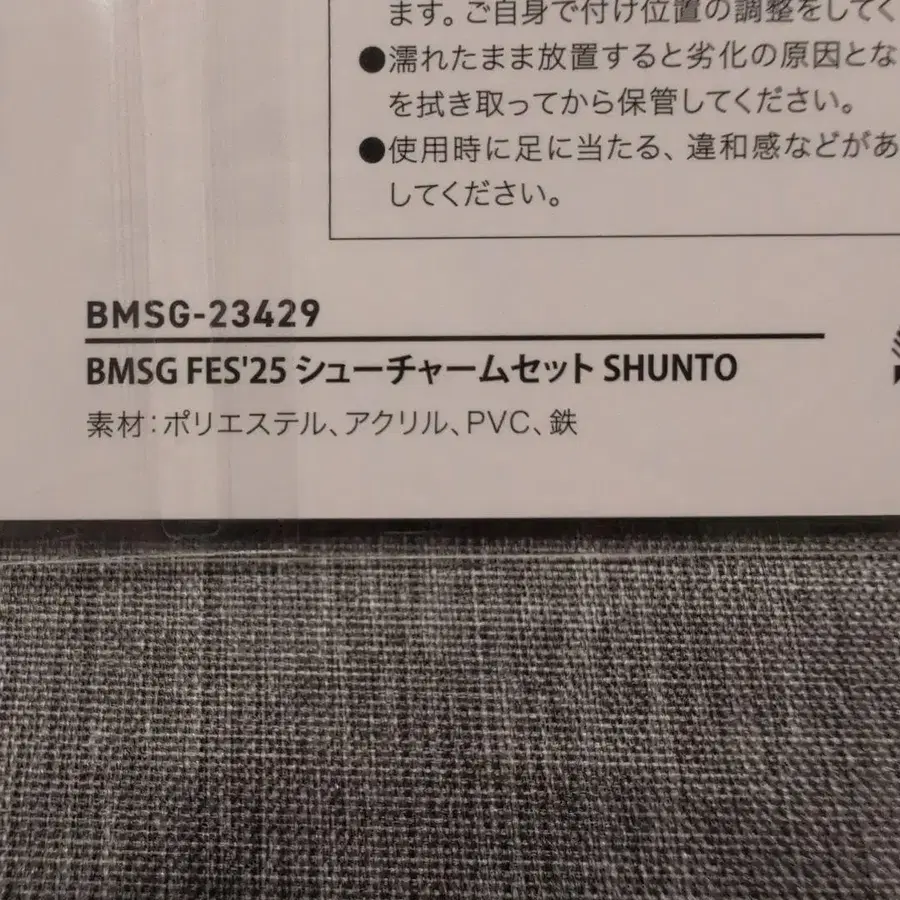 ます。ご自身で付け位置の調整をしてく
●濡れたまま放置すると劣化の原因とな
を拭き取ってから保管してください。
●使用時に足に当たる、違和感などがあ
してください。
BMSG-23429
BMSG FES'25 シューチャームセット SHUNTO
素材:ポリエステル、アクリル、PVC、鉄